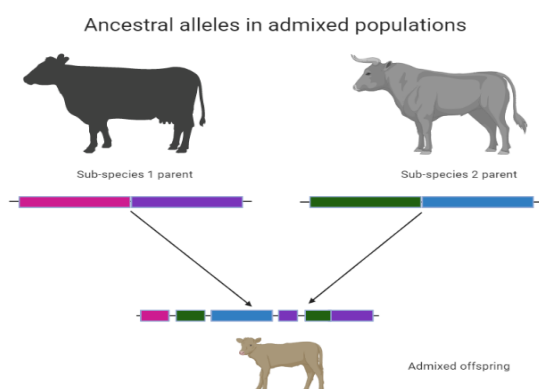 Ancestral alleles in admixed populations
Sub-species 1 parent
Sub-species 2 parent
Admixed offspring